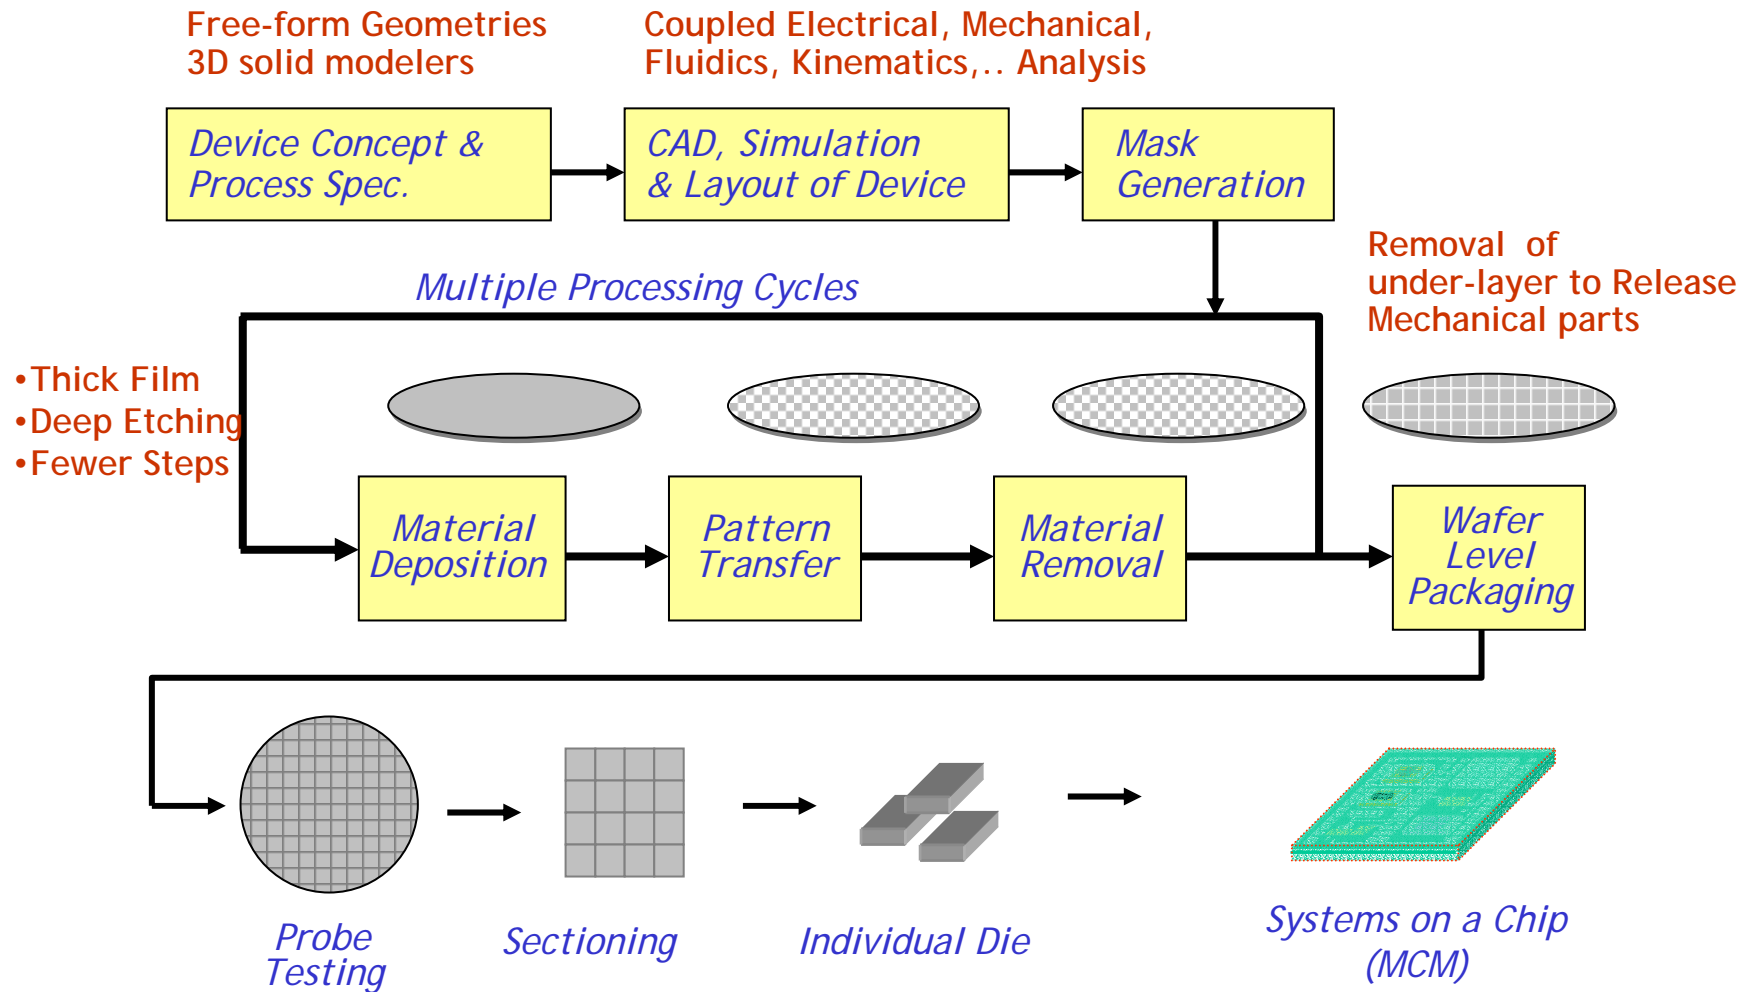 Free-form Geometries
3D solid modelers
Coupled Electrical, Mechanical,
Fluidics, Kinematics,.. Analysis
Device Concept &
Process Spec.
CAD, Simulation
& Layout of Device
Mask
Generation
Removal of
under-layer to Release
Mechanical parts
Multiple Processing Cycles
•Thick Film
•Deep Etching
•Fewer Steps
Material
Deposition
Pattern
Transfer
Material
Removal
Wafer
Level
Packaging
Probe
Testing
Sectioning
Individual Die
Systems on a Chip
(MCM)